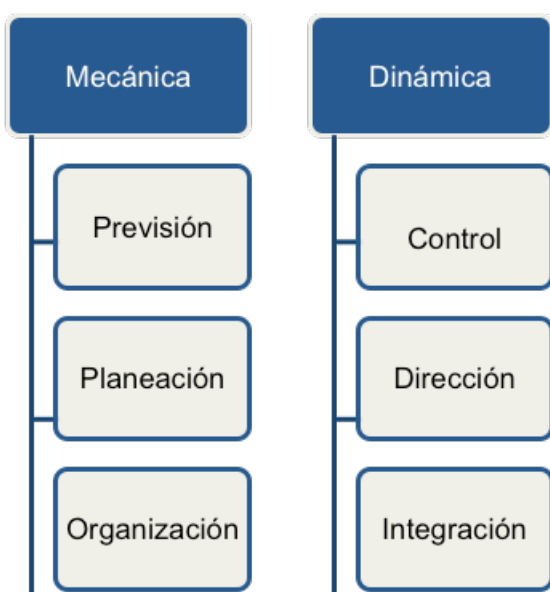 Mecánica
Previsión
Planeación
Organización
Dinámica
Control
Dirección
Integración